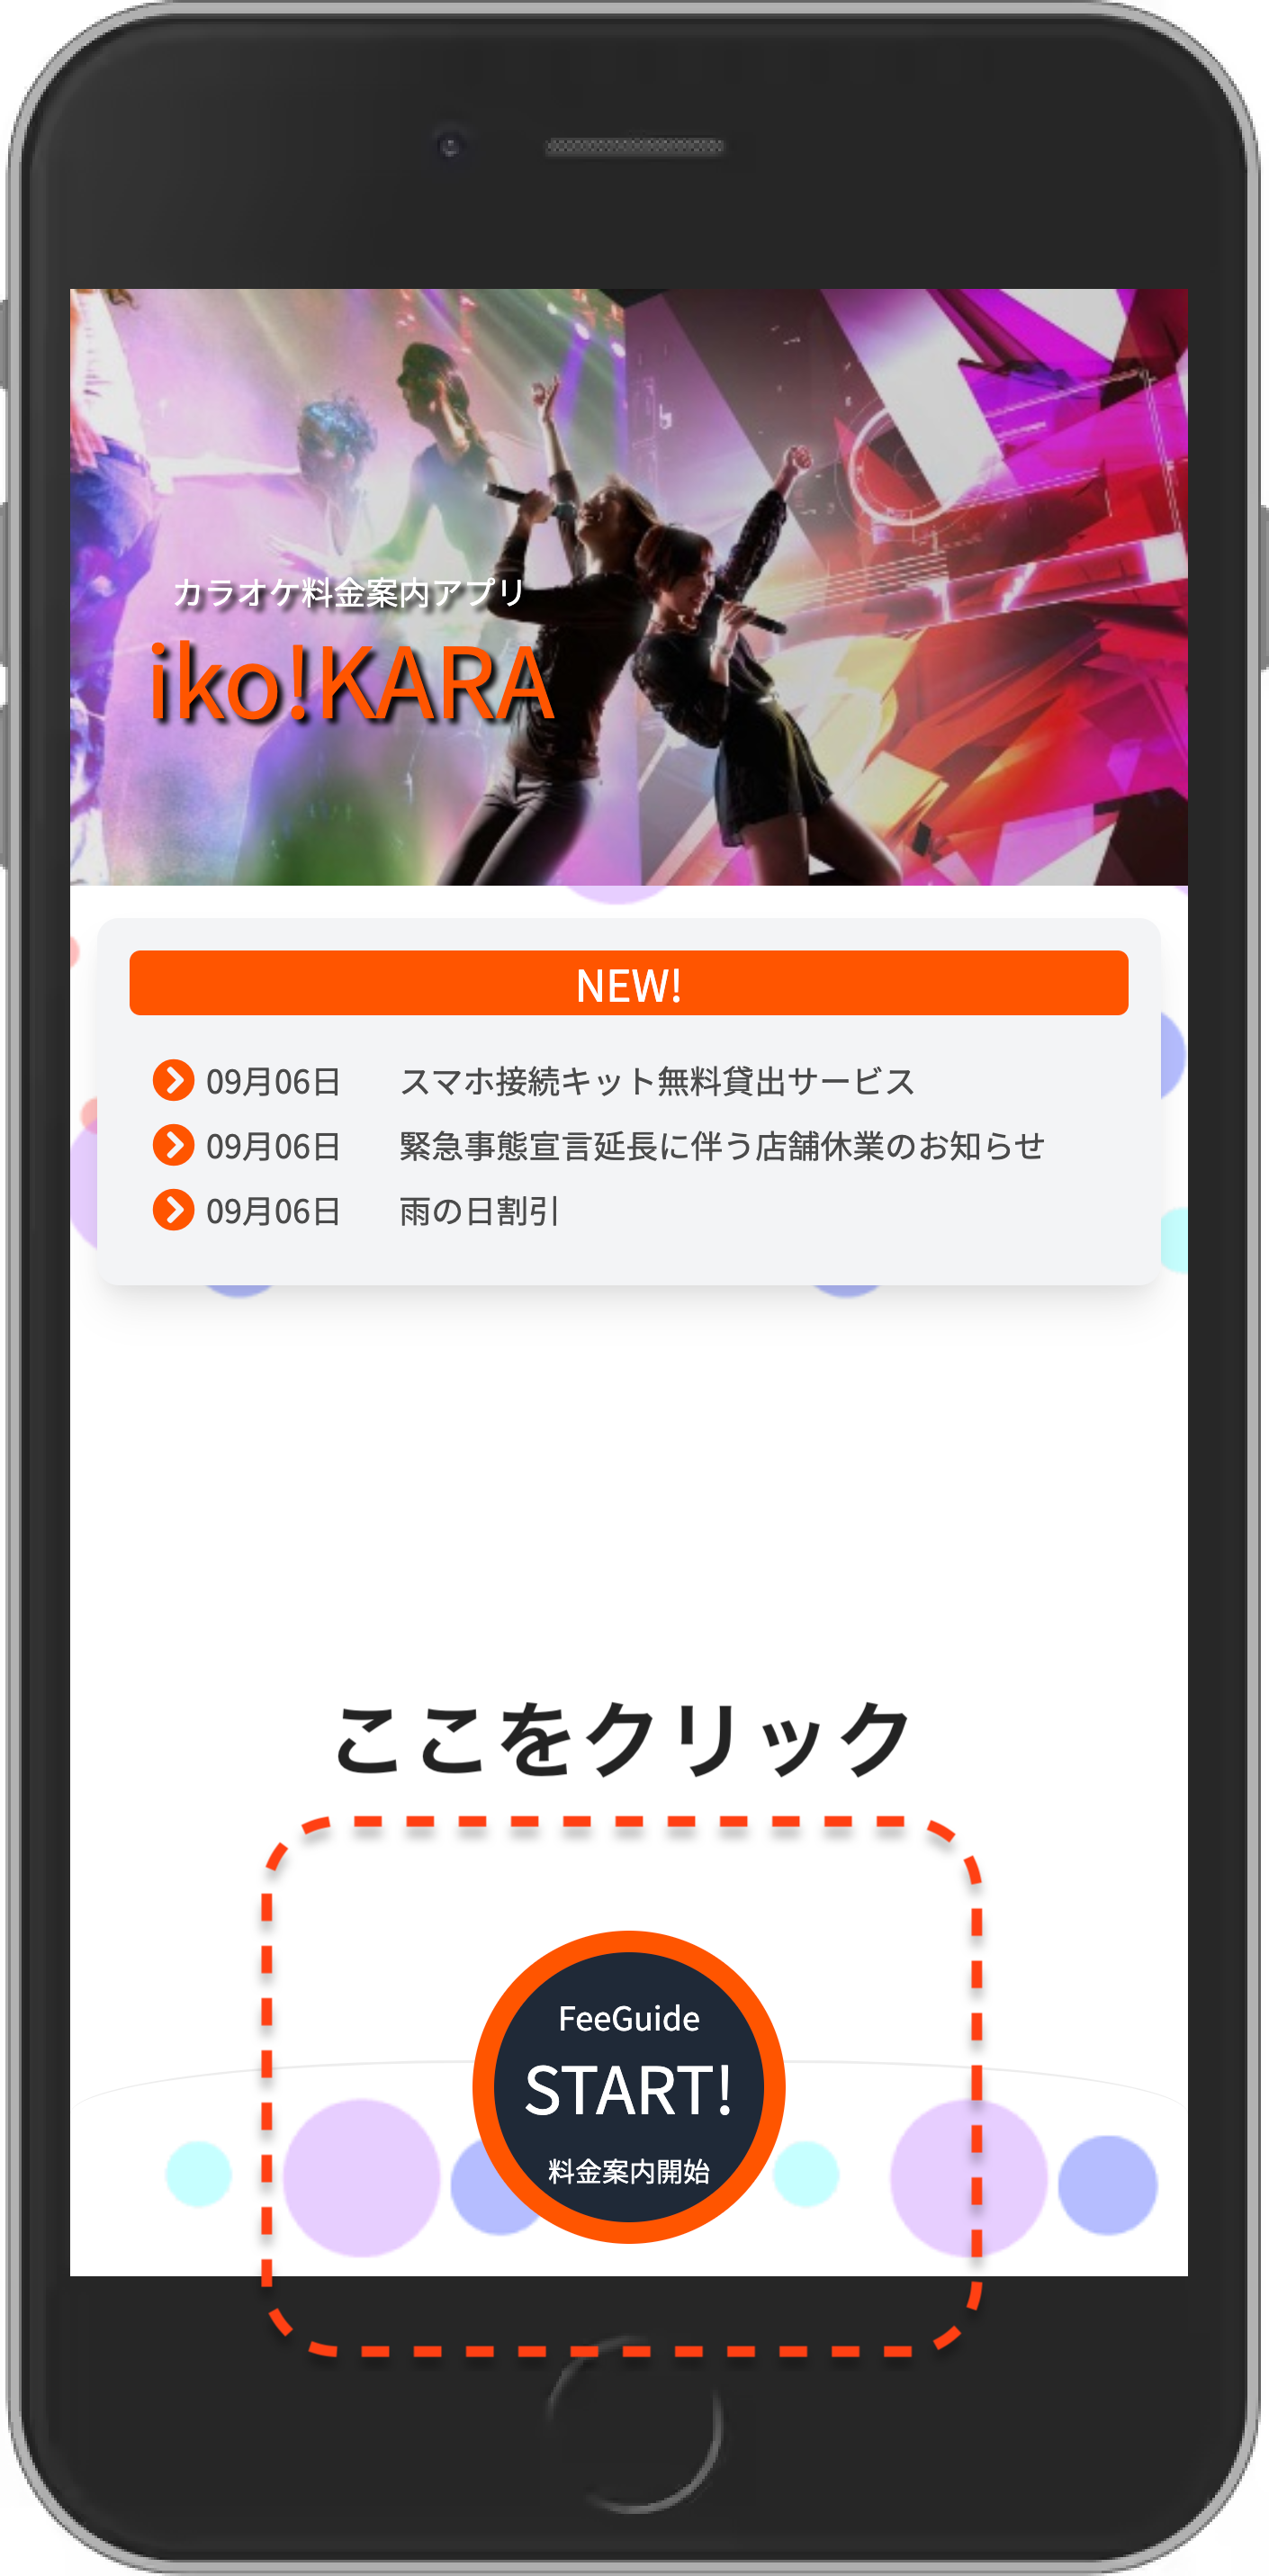 カラオケ料金案内アプリ
iko!KARA
NEW!
09月06日 スマホ接続キット無料貸出サービス
09月06日 緊急事態宣言延長に伴う店舗休業のお知らせ
09月06日 雨の日割引
ここをクリック
FeeGuide
START!
料金案内開始